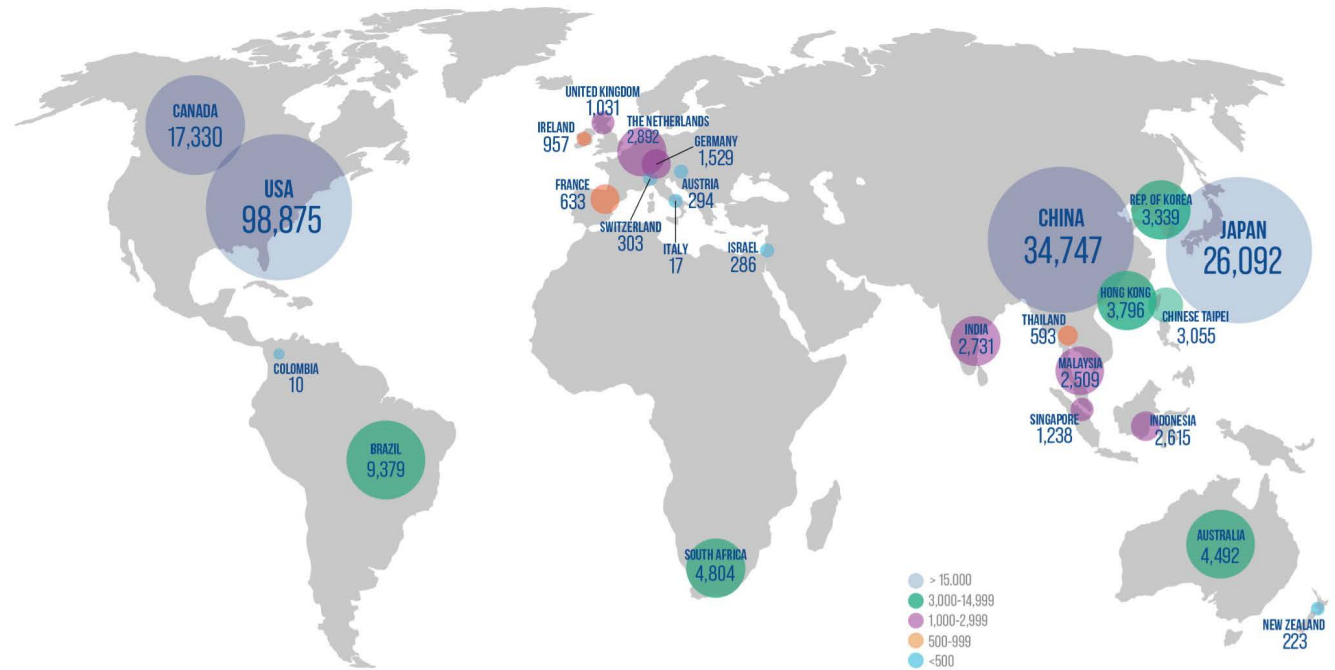 CANADA
17,330
USA
98,875
COLOMBIA
10
BRAZIL
9,379
UNITED KINGDOM
1,031
IRELAND
957
THE NETHERLANDS
2,892
GERMANY
1,529
FRANCE
633
AUSTRIA
294
SWITZERLAND
303
ITALY
17
ISRAEL
286
SOUTH AFRICA
4,804
CHINA
34,747
REP. OF KOREA
3,339
JAPAN
26,092
HONG KONG
3,796
CHINESE TAIPEI
3,055
INDIA
2,731
THAILAND
593
MALAYSIA
2,509
SINGAPORE
1,238
INDONESIA
2,615
AUSTRALIA
4,492
NEW ZEALAND
223
> 15.000
3,000-14,999
1,000-2,999
500-999
<500